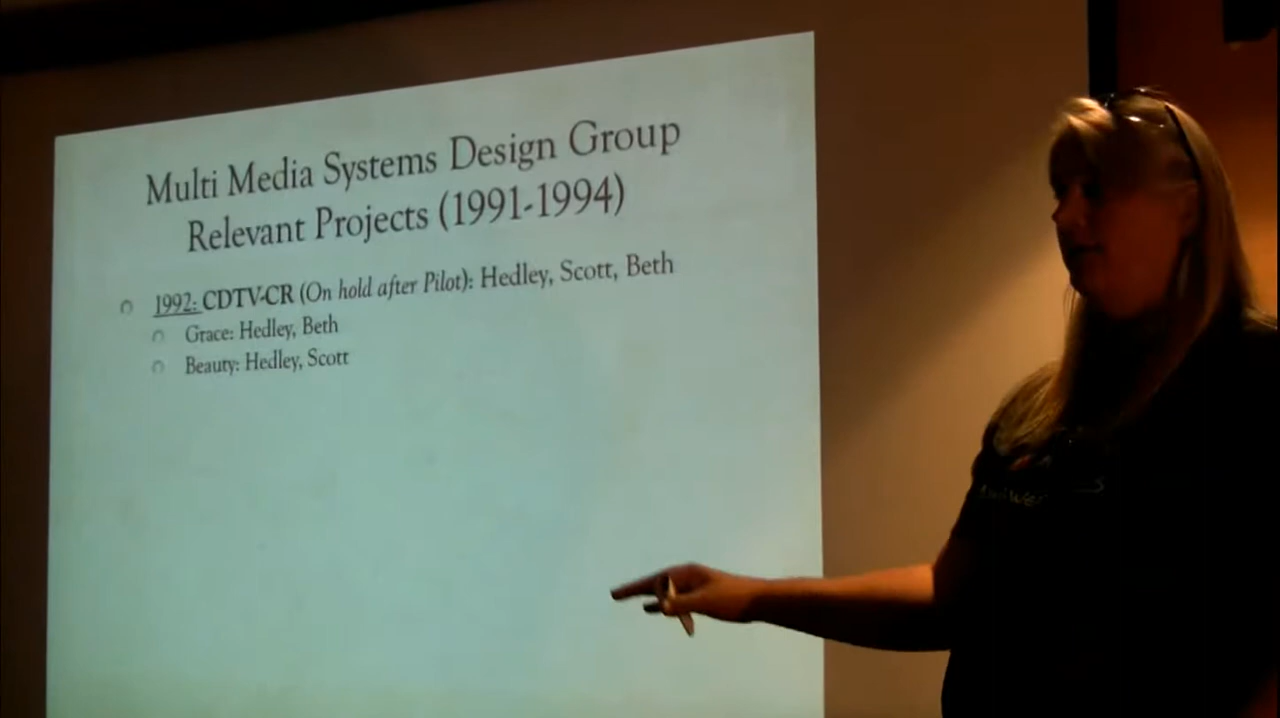 Multi Media Systems Design Group
Relevant Projects (1991-1994)
1992: CDTV-CR (On hold after Pilot): Hedley, Scott, Beth
Grace: Hedley, Beth
Beauty: Hedley, Scott